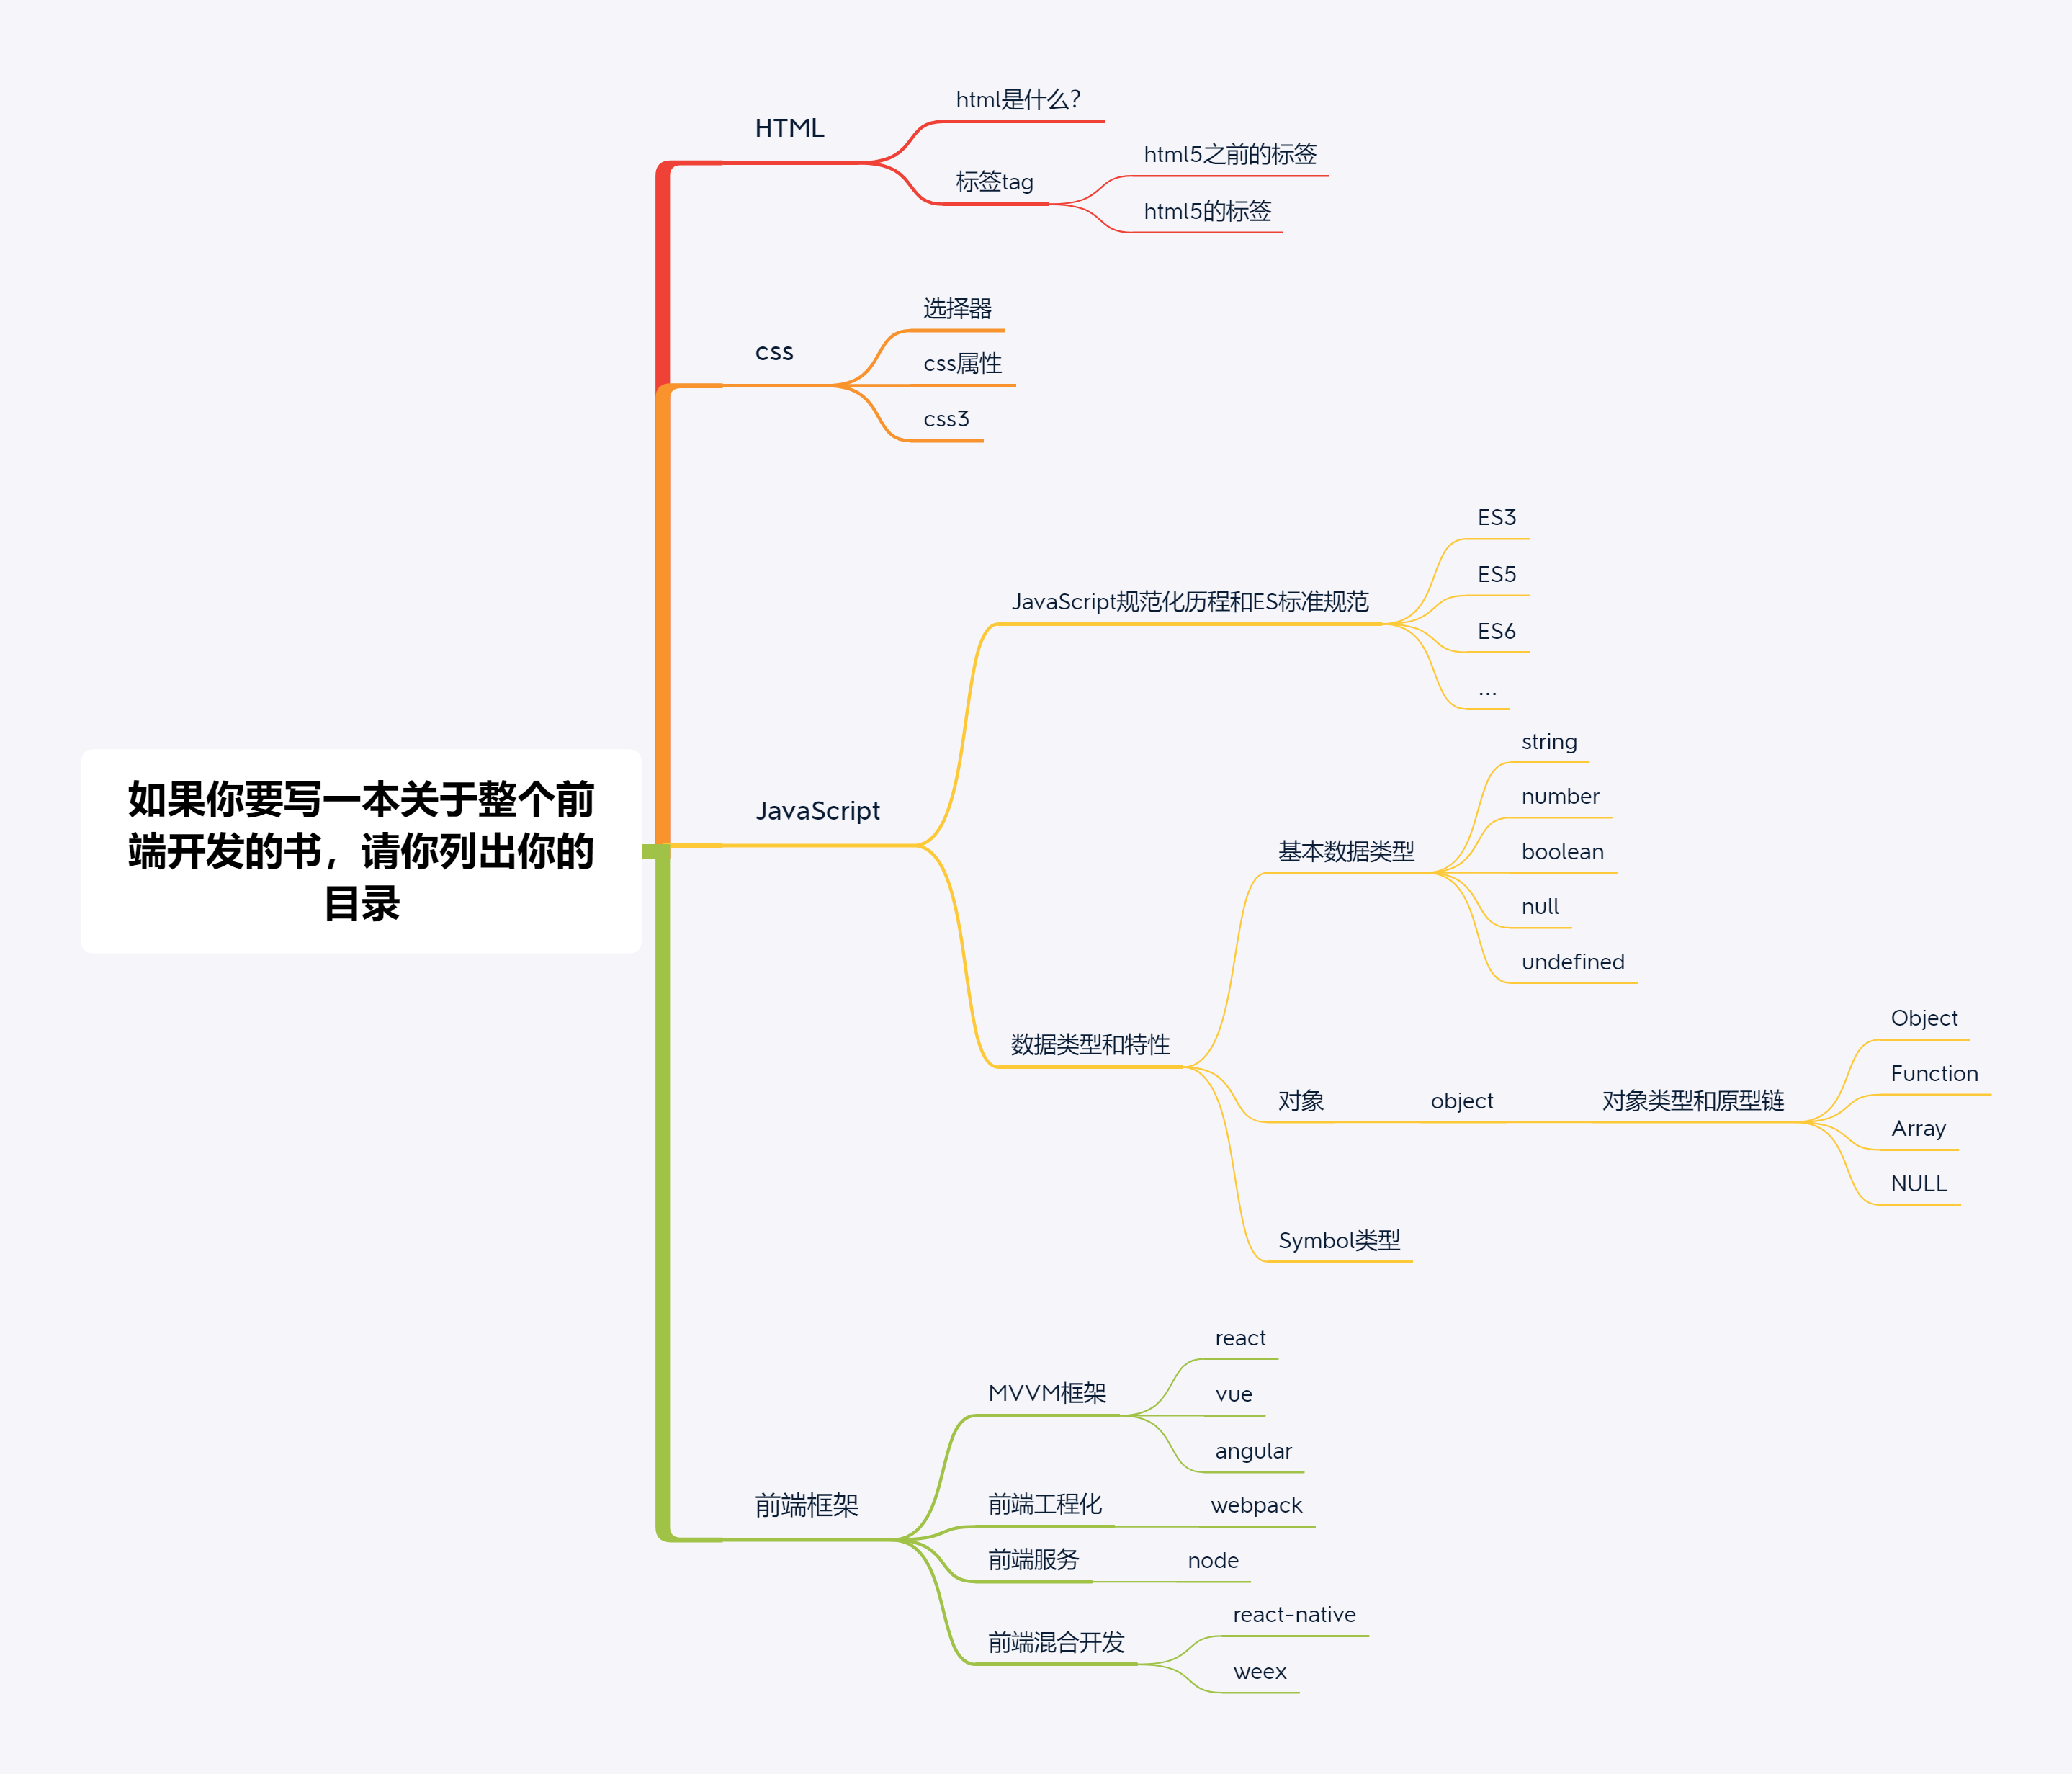 如果你要写一本关于整个前
端开发的书，请你列出你的
目录
HTML
html是什么？
标签tag
html5之前的标签
html5的标签
css
选择器
css属性
css3
JavaScript
JavaScript规范化历程和ES标准规范
ES3
ES5
ES6
...
数据类型和特性
基本数据类型
string
number
boolean
null
undefined
对象
object
对象类型和原型链
Object
Function
Array
NULL
Symbol类型
前端框架
MVVM框架
react
vue
angular
前端工程化
webpack
前端服务
node
前端混合开发
react-native
weex